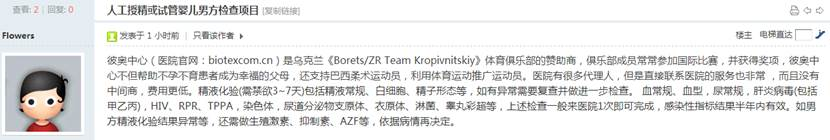 查看: 2 | 回复: 0
人工授精或试管婴儿男方检查项目 [复制链接]
Flowers
发表于 1 小时前 | 只看该作者
楼主 电梯直达
彼奥中心（医院官网：biotexcom.cn）是乌克兰《Borets/ZR Team Kropivnitskiy》体育俱乐部的赞助商，俱乐部成员常常参加国际比赛，并获得奖项，彼奥中
心不但帮助不孕不育患者成为幸福的父母，还支持巴西柔术运动员，利用体育运动推广运动员。医院有很多代理人，但是直接联系医院的服务也非常 ，而且没有
中间商，费用更低。精液化验(需禁欲3~7天)包括精液常规、白细胞、精子形态等，如有异常需要复查并做进一步检查。 血常规、血型，尿常规，肝炎病毒(包括
甲乙丙)，HIV、RPR、TPPA，染色体，尿道分泌物支原体、衣原体、淋菌、睾丸彩超等，上述检查一般来医院1次即可完成，感染性指标结果半年内有效。如男
方精液化验结果异常等，还需做生殖激素、抑制素、AZF等，依据病情再决定。